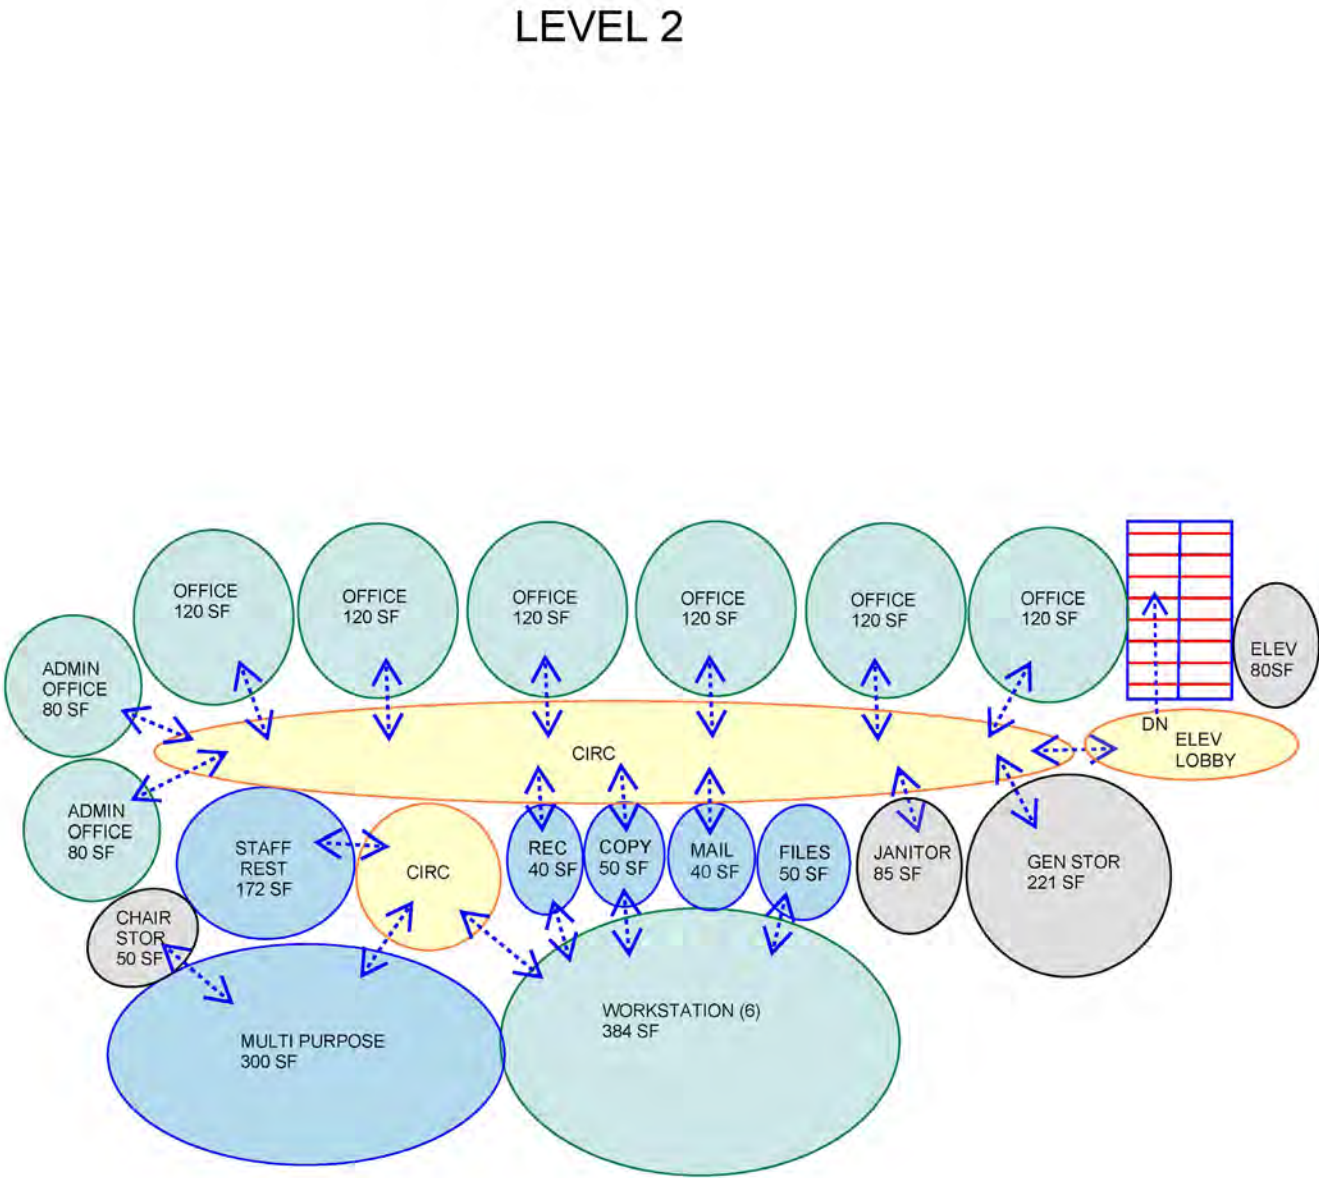 LEVEL 2
OFFICE
120 SF
OFFICE
120 SF
OFFICE
120 SF
OFFICE
120 SF
OFFICE
120 SF
OFFICE
120 SF
ELEV
80SF
ADMIN
OFFICE
80 SF
DN
ELEV
LOBBY
CIRC
ADMIN
OFFICE
80 SF
STAFF
REST
172 SF
CIRC
REC
40 SF
COPY
50 SF
MAIL
40 SF
FILES
50 SF
JANITOR
85 SF
GEN STOR
221 SF
CHAIR
STOR
50 SF
MULTI PURPOSE
300 SF
WORKSTATION (6)
384 SF